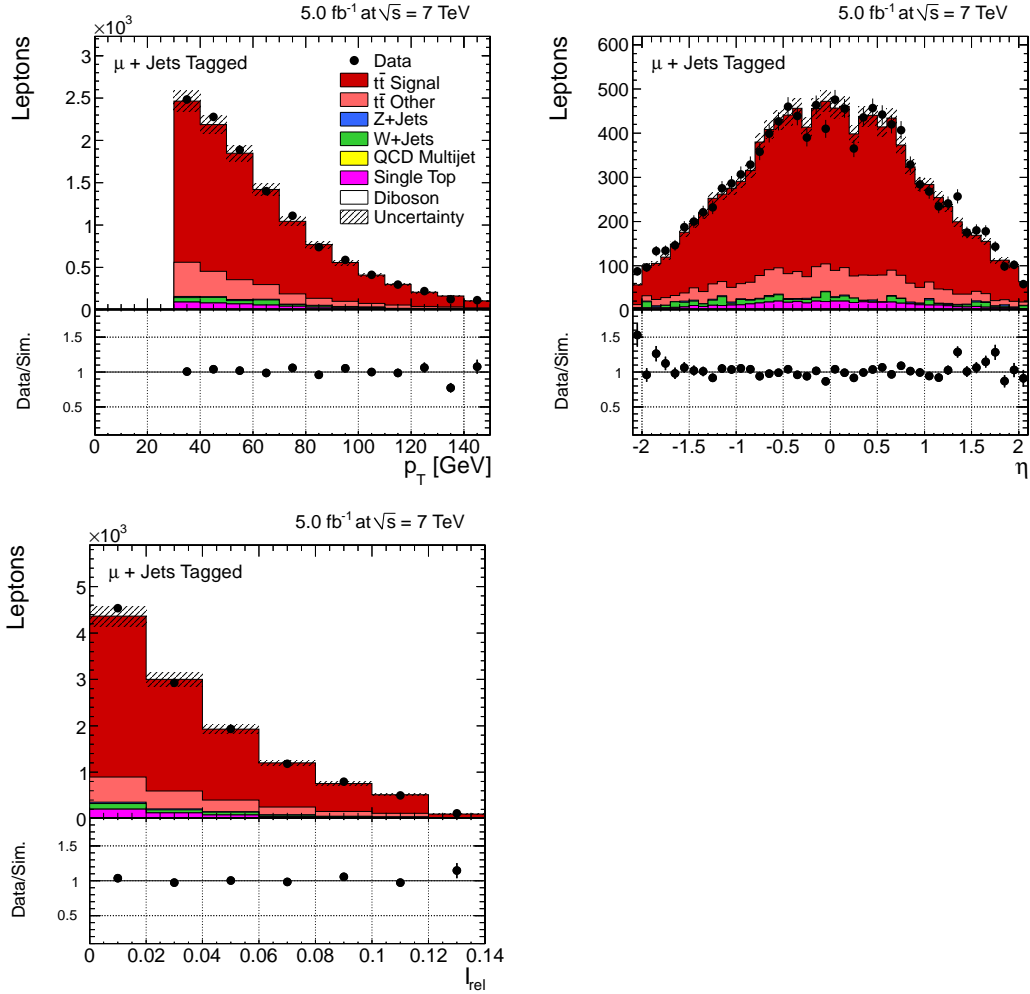 5.0 fb⁻¹ at √s = 7 TeV
×10³
Leptons
μ + Jets Tagged
Data
tt̄ Signal
tt̄ Other
Z+Jets
W+Jets
QCD Multijet
Single Top
Diboson
Uncertainty
3
2.5
2
1.5
1
0.5
0
Data/Sim.
1.5
1
0.5
0 20 40 60 80 100 120 140
p_T [GeV]
5.0 fb⁻¹ at √s = 7 TeV
Leptons
μ + Jets Tagged
600
500
400
300
200
100
0
Data/Sim.
1.5
1
0.5
-2 -1.5 -1 -0.5 0 0.5 1 1.5 2
η
5.0 fb⁻¹ at √s = 7 TeV
×10³
Leptons
μ + Jets Tagged
5
4
3
2
1
0
Data/Sim.
1.5
1
0.5
0 0.02 0.04 0.06 0.08 0.1 0.12 0.14
I_rel